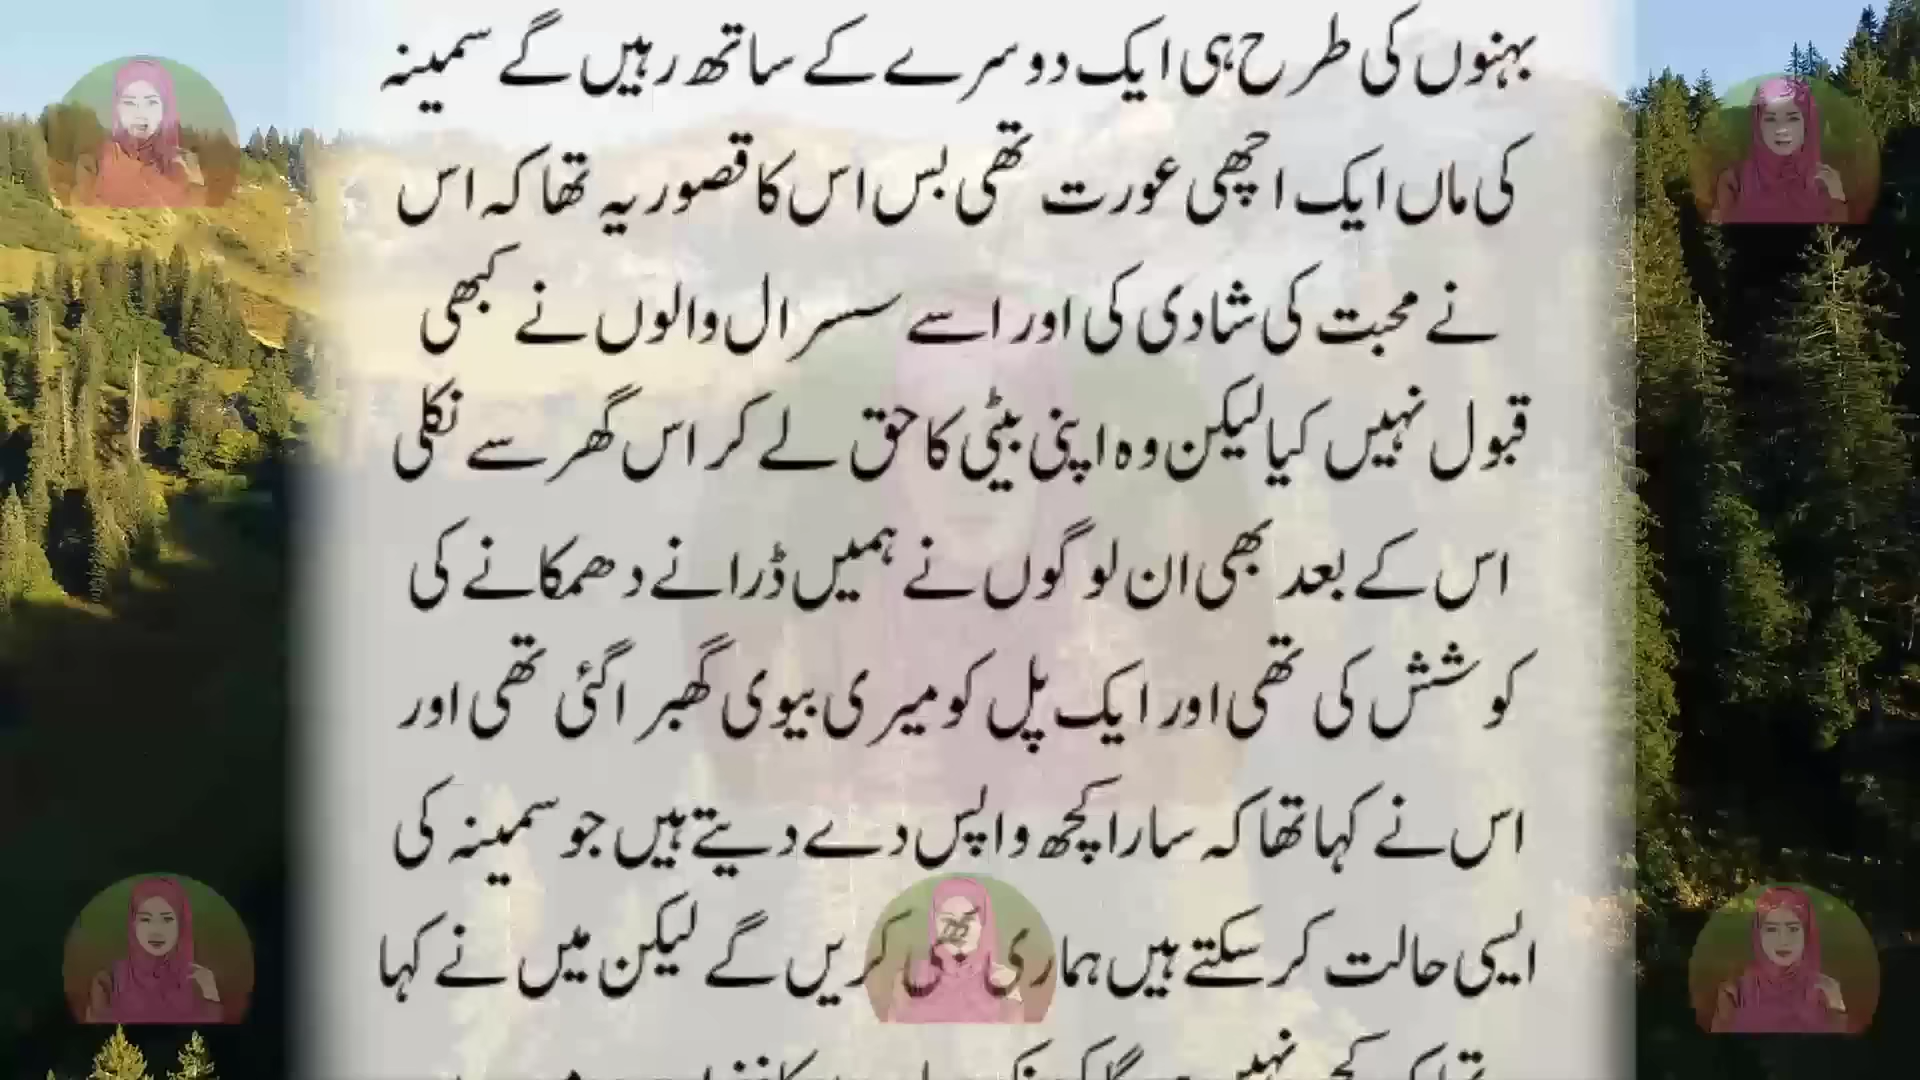 بہنوں کی طرح ہی ایک دوسرے کے ساتھ رہیں گے سمینہ
کی ماں ایک اچھی عورت تھی بس اس کا قصور یہ تھا کہ اس
نے محبت کی شادی کی اور اسے سسرال والوں نے کبھی
قبول نہیں کیا لیکن وہ اپنی بیٹی کا حق لے کر اس گھر سے نکلی
اس کے بعد بھی ان لوگوں نے ہمیں ڈرانے دھمکانے کی
کوشش کی تھی اور ایک پل کو میری بیوی گھبرا گئی تھی اور
اس نے کہا تھا کہ سارا کچھ واپس دے دیتے ہیں جو سمینہ کی
ایسی حالت کر سکتے ہیں ہماری کریں گے لیکن میں نے کہا